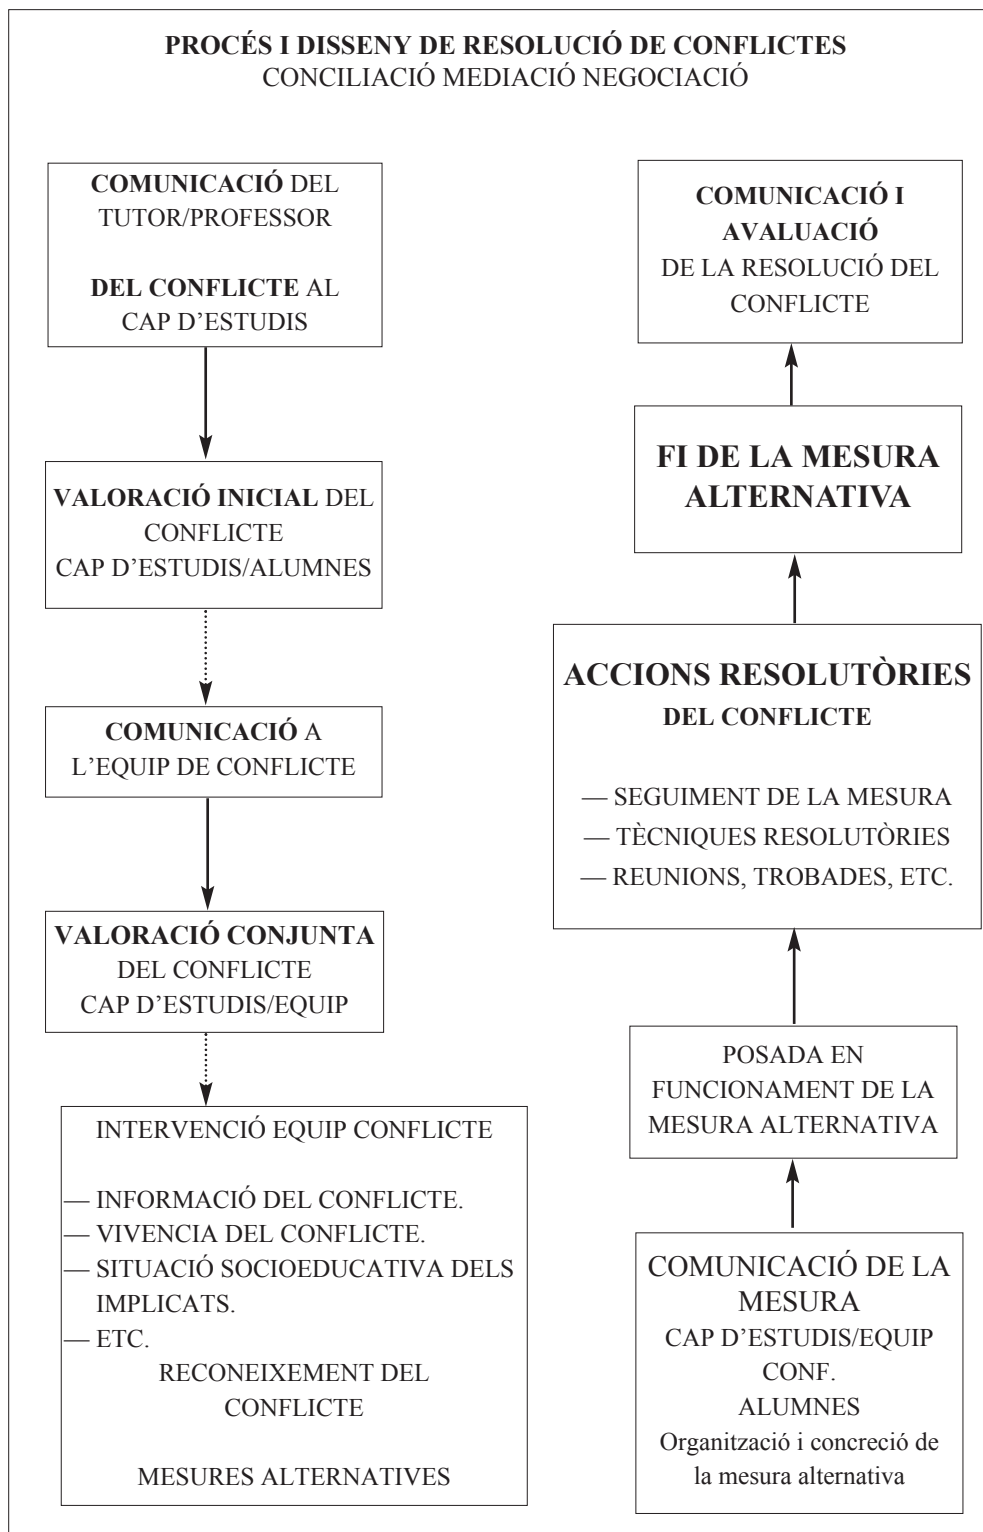 PROCÉS I DISSENY DE RESOLUCIÓ DE CONFLICTES
CONCILIACIÓ MEDIACIÓ NEGOCIACIÓ
COMUNICACIÓ DEL
TUTOR/PROFESSOR
DEL CONFLICTE AL
CAP D’ESTUDIS
VALORACIÓ INICIAL DEL
CONFLICTE
CAP D’ESTUDIS/ALUMNES
COMUNICACIÓ A
L’EQUIP DE CONFLICTE
VALORACIÓ CONJUNTA
DEL CONFLICTE
CAP D’ESTUDIS/EQUIP
INTERVENCIÓ EQUIP CONFLICTE
— INFORMACIÓ DEL CONFLICTE.
— VIVENCIA DEL CONFLICTE.
— SITUACIÓ SOCIOEDUCATIVA DELS
IMPLICATS.
— ETC.
RECONEIXEMENT DEL
CONFLICTE
MESURES ALTERNATIVES
COMUNICACIÓ I
AVALUACIÓ
DE LA RESOLUCIÓ DEL
CONFLICTE
FI DE LA MESURA
ALTERNATIVA
ACCIONS RESOLUTÒRIES
DEL CONFLICTE
— SEGUIMENT DE LA MESURA
— TÈCNIQUES RESOLUTÒRIES
— REUNIONS, TROBADES, ETC.
POSADA EN
FUNCIONAMENT DE LA
MESURA ALTERNATIVA
COMUNICACIÓ DE LA
MESURA
CAP D’ESTUDIS/EQUIP
CONF.
ALUMNES
Organització i concreció de
la mesura alternativa